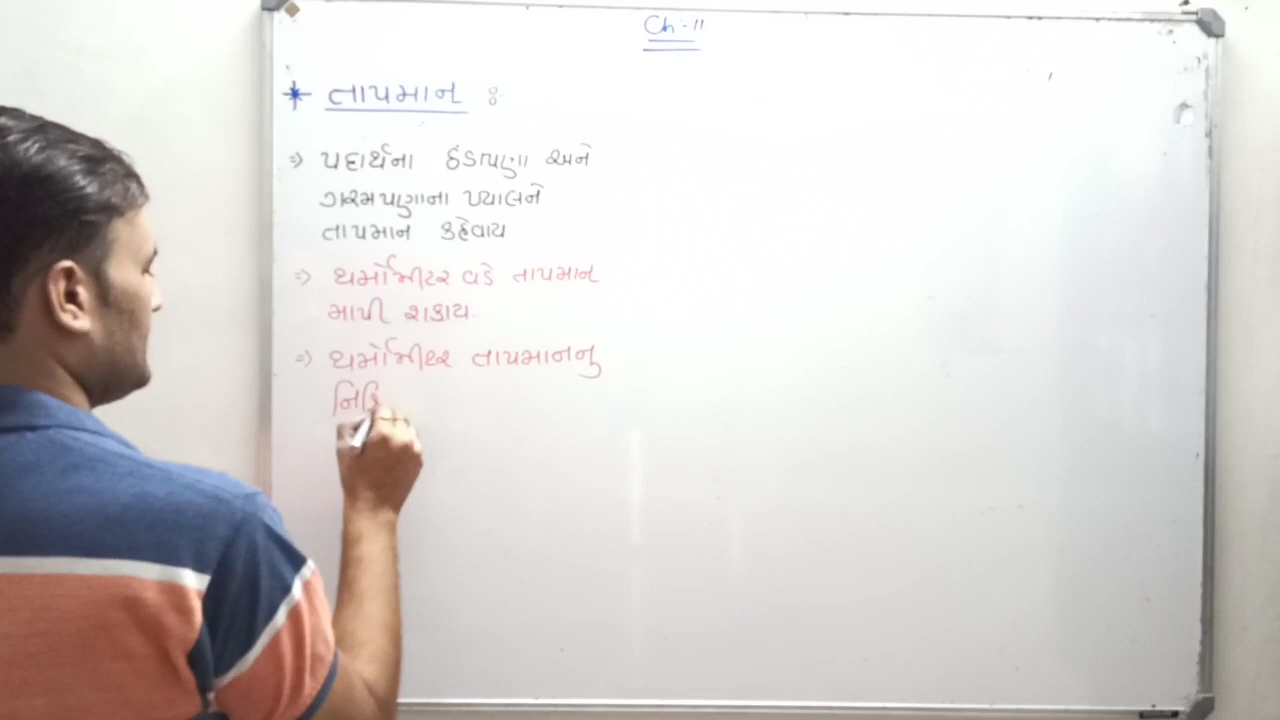 Ch-11
* તાપમાન :
⇒ પદાર્થના ઠંડાપણા અને
ગરમપણાના ખ્યાલને
તાપમાન કહેવાય
⇒ થર્મોમીટર વડે તાપમાન
માપી શકાય.
⇒ થર્મોમીટર તાપમાનનુ